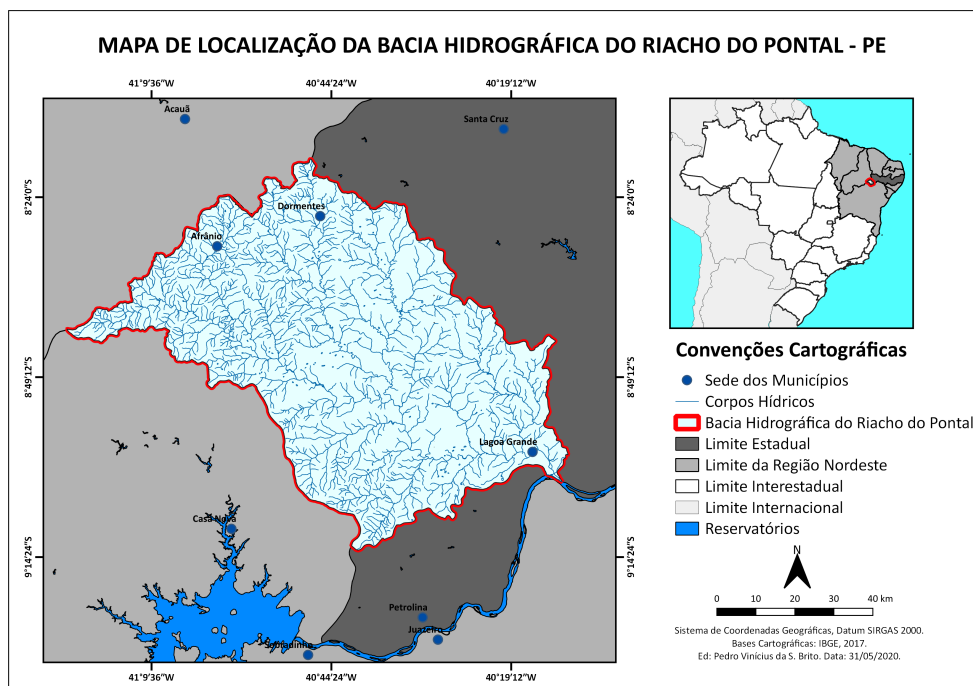 MAPA DE LOCALIZAÇÃO DA BACIA HIDROGRÁFICA DO RIACHO DO PONTAL - PE
41°9'36"W
40°44'24"W
40°19'12"W
Acauã
Santa Cruz
8°24'0"S
8°24'0"S
Dormentes
Afrânio
8°49'12"S
8°49'12"S
Lagoa Grande
Casa Nova
9°14'24"S
9°14'24"S
Petrolina
Juazeiro
Sobradinho
41°9'36"W
40°44'24"W
40°19'12"W
Convenções Cartográficas
Sede dos Municípios
Corpos Hídricos
Bacia Hidrográfica do Riacho do Pontal
Limite Estadual
Limite da Região Nordeste
Limite Interestadual
Limite Internacional
Reservatórios
N
0 10 20 30 40 km
Sistema de Coordenadas Geográficas, Datum SIRGAS 2000.
Bases Cartográficas: IBGE, 2017.
Ed: Pedro Vinícius da S. Brito. Data: 31/05/2020.